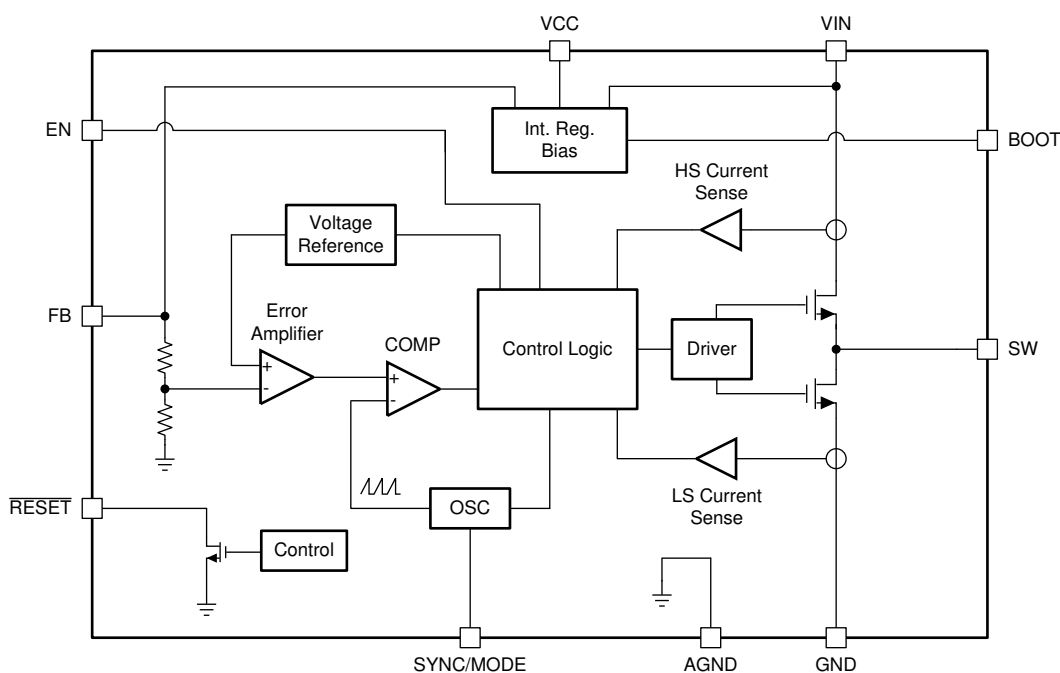 VCC
VIN
EN
Int. Reg.
Bias
BOOT
HS Current
Sense
Voltage
Reference
FB
Error
Amplifier
COMP
Control Logic
Driver
SW
+
-
+
-
LS Current
Sense
RESET
OSC
Control
SYNC/MODE
AGND
GND